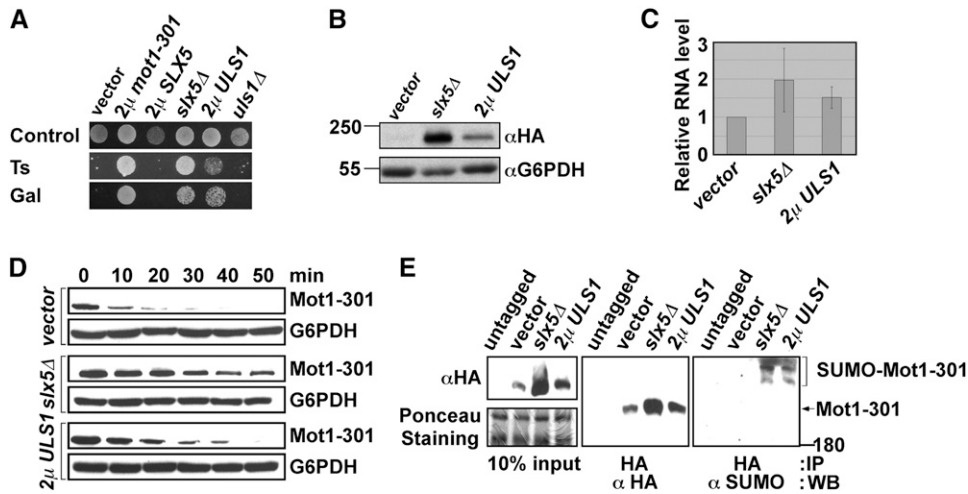 A
vector
2µ mot1-301
2µ SLX5
slx5Δ
2µ ULS1
uls1Δ
Control
Ts
Gal
B
vector
slx5Δ
2µ ULS1
250
αHA
55
αG6PDH
C
Relative RNA level
3
2
1
0
vector
slx5Δ
2µ ULS1
D
0 10 20 30 40 50 min
vector
Mot1-301
G6PDH
slx5Δ
Mot1-301
G6PDH
2µ ULS1
Mot1-301
G6PDH
E
untagged
vector
slx5Δ
2µ ULS1
untagged
vector
slx5Δ
2µ ULS1
untagged
vector
slx5Δ
2µ ULS1
αHA
Ponceau
Staining
SUMO-Mot1-301
Mot1-301
180
10% input
HA HA :IP
α HA α SUMO :WB